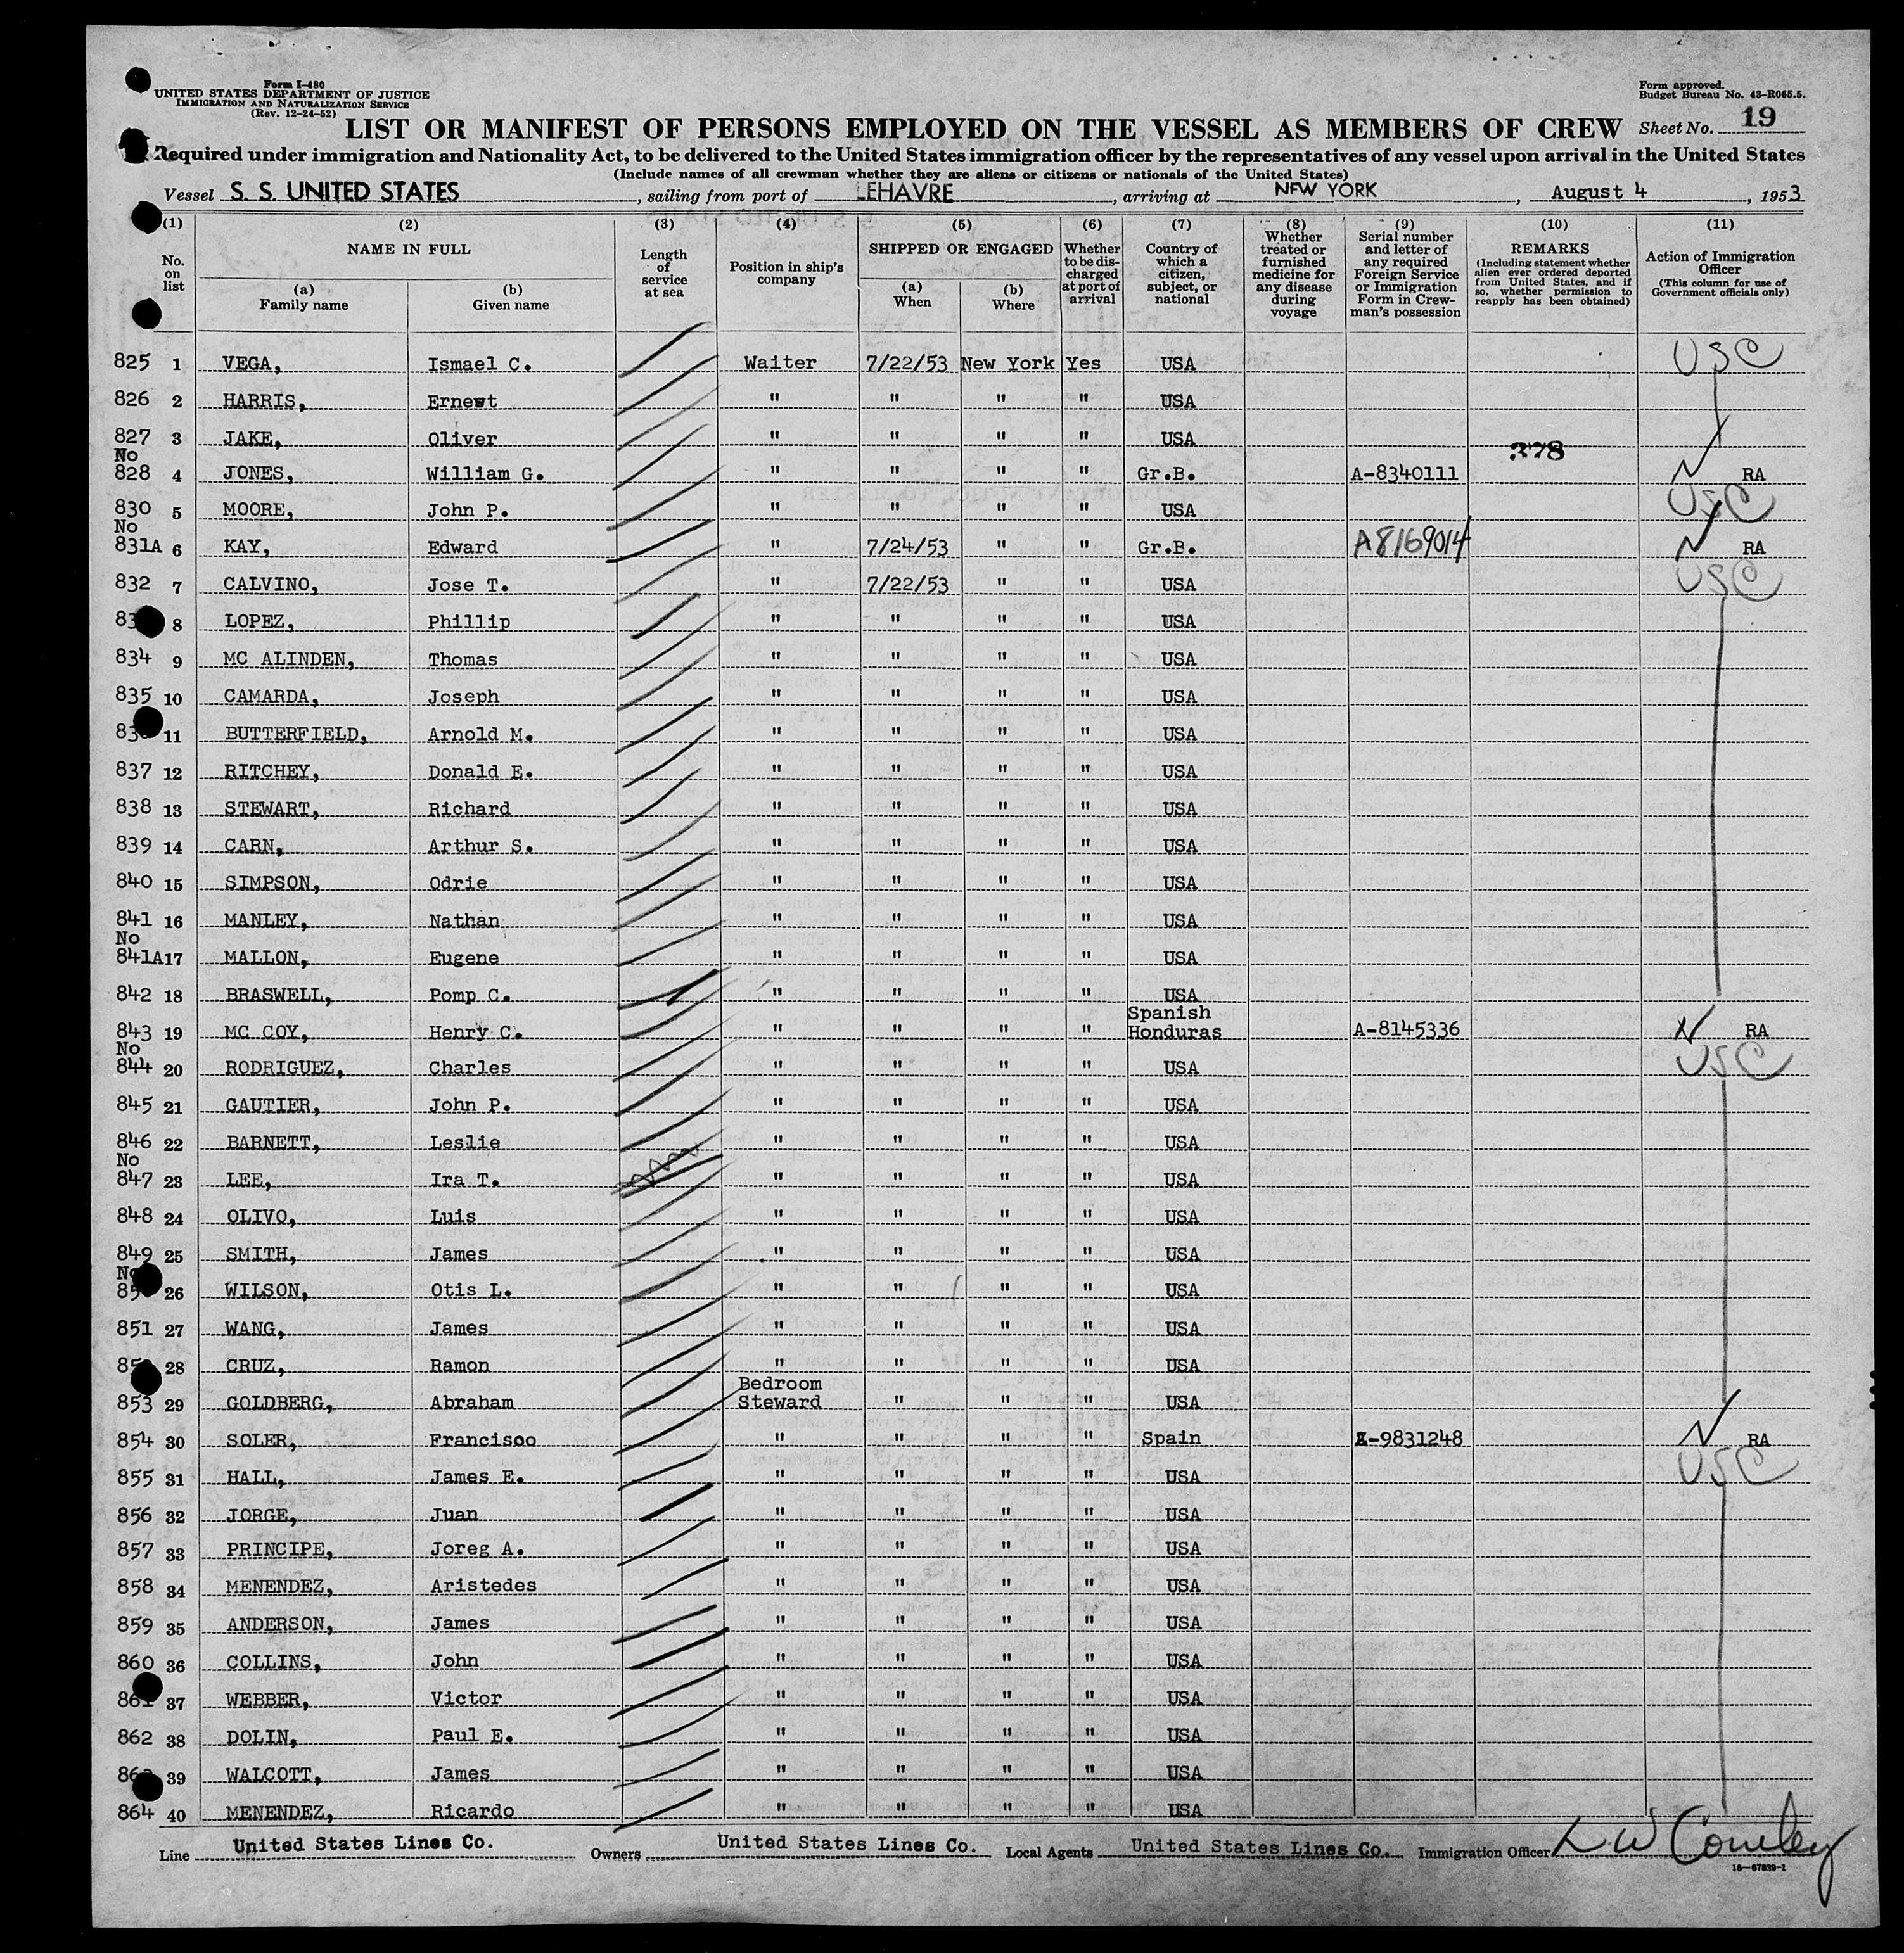 Form I-480
UNITED STATES DEPARTMENT OF JUSTICE
IMMIGRATION AND NATURALIZATION SERVICE
(Rev. 12-24-52)
Form approved.
Budget Bureau No. 43-R065.5.
LIST OR MANIFEST OF PERSONS EMPLOYED ON THE VESSEL AS MEMBERS OF CREW Sheet No. 19
Required under immigration and Nationality Act, to be delivered to the United States immigration officer by the representatives of any vessel upon arrival in the United States
(Include names of all crewman whether they are aliens or citizens or nationals of the United States)
Vessel S. S. UNITED STATES, sailing from port of LEHAVRE, arriving at NEW YORK, August 4, 1953
(1) No. on list
(2) NAME IN FULL (a) Family name (b) Given name
(3) Length of service at sea
(4) Position in ship's company
(5) SHIPPED OR ENGAGED (a) When (b) Where
(6) Whether to be discharged at port of arrival
(7) Country of which a citizen, subject, or national
(8) Whether treated or furnished medicine for any disease during voyage
(9) Serial number and letter of any required Foreign Service or Immigration Form in Crewman's possession
(10) REMARKS (Including statement whether alien ever ordered deported from United States, and if so, whether permission to reapply has been obtained)
(11) Action of Immigration Officer (This column for use of Government officials only)
825 1 VEGA, Ismael C. Waiter 7/22/53 New York Yes USA USC
826 2 HARRIS, Ernest " " " " USA
827 3 JAKE, Oliver " " " " USA
No
378
828 4 JONES, William G. " " " " Gr.B. A-8340111 RA
830 5 MOORE, John P. " " " " USA USC
No
831A 6 KAY, Edward " 7/24/53 " " Gr.B. A8169014 RA
832 7 CALVINO, Jose T. " 7/22/53 " " USA USC
8 LOPEZ, Phillip " " " " USA
834 9 MC ALINDEN, Thomas " " " " USA
835 10 CAMARDA, Joseph " " " " USA
11 BUTTERFIELD, Arnold M. " " " " USA
837 12 RITCHEY, Donald E. " " " " USA
838 13 STEWART, Richard " " " " USA
839 14 CARN, Arthur S. " " " " USA
840 15 SIMPSON, Odrie " " " " USA
841 16 MANLEY, Nathan " " " " USA
No
841A 17 MALLON, Eugene " " " " USA
842 18 BRASWELL, Pomp C. " " " " USA
843 19 MC COY, Henry C. " " " " Spanish Honduras A-8145336 RA
No
844 20 RODRIGUEZ, Charles " " " " USA USC
845 21 GAUTIER, John P. " " " " USA
846 22 BARNETT, Leslie " " " " USA
No
847 23 LEE, Ira T. " " " " USA
848 24 OLIVO, Luis " " " " USA
849 25 SMITH, James " " " " USA
No
26 WILSON, Otis L. " " " " USA
851 27 WANG, James " " " " USA
28 CRUZ, Ramon " " " " USA
853 29 GOLDBERG, Abraham Bedroom Steward " " " USA
854 30 SOLER, Francisco " " " " Spain A-9831248 RA
855 31 HALL, James E. " " " " USA USC
856 32 JORGE, Juan " " " " USA
857 33 PRINCIPE, Joreg A. " " " " USA
858 34 MENENDEZ, Aristedes " " " " USA
859 35 ANDERSON, James " " " " USA
860 36 COLLINS, John " " " " USA
861 37 WEBBER, Victor " " " " USA
862 38 DOLIN, Paul E. " " " " USA
39 WALCOTT, James " " " " USA
864 40 MENENDEZ, Ricardo " " " " USA
Line United States Lines Co. Owners United States Lines Co. Local Agents United States Lines Co. Immigration Officer L W Cowley
16-67839-1